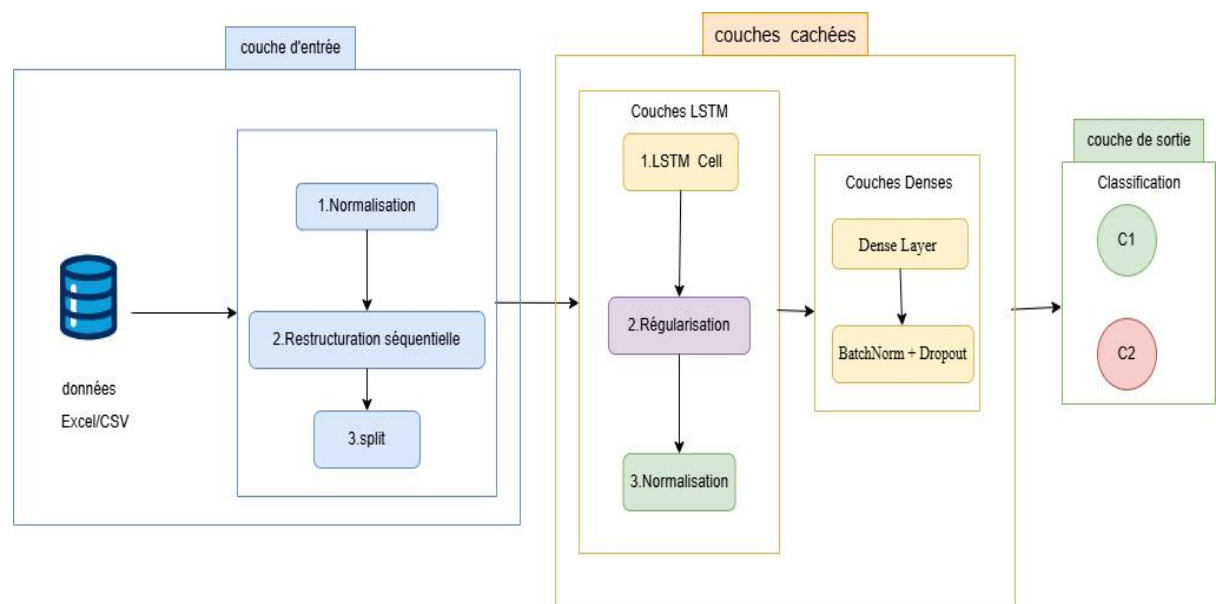 couche d'entrée
données
Excel/CSV
1.Normalisation
2.Restructuration séquentielle
3.split
couches cachées
Couches LSTM
1.LSTM Cell
2.Régularisation
3.Normalisation
Couches Denses
Dense Layer
BatchNorm + Dropout
couche de sortie
Classification
C1
C2